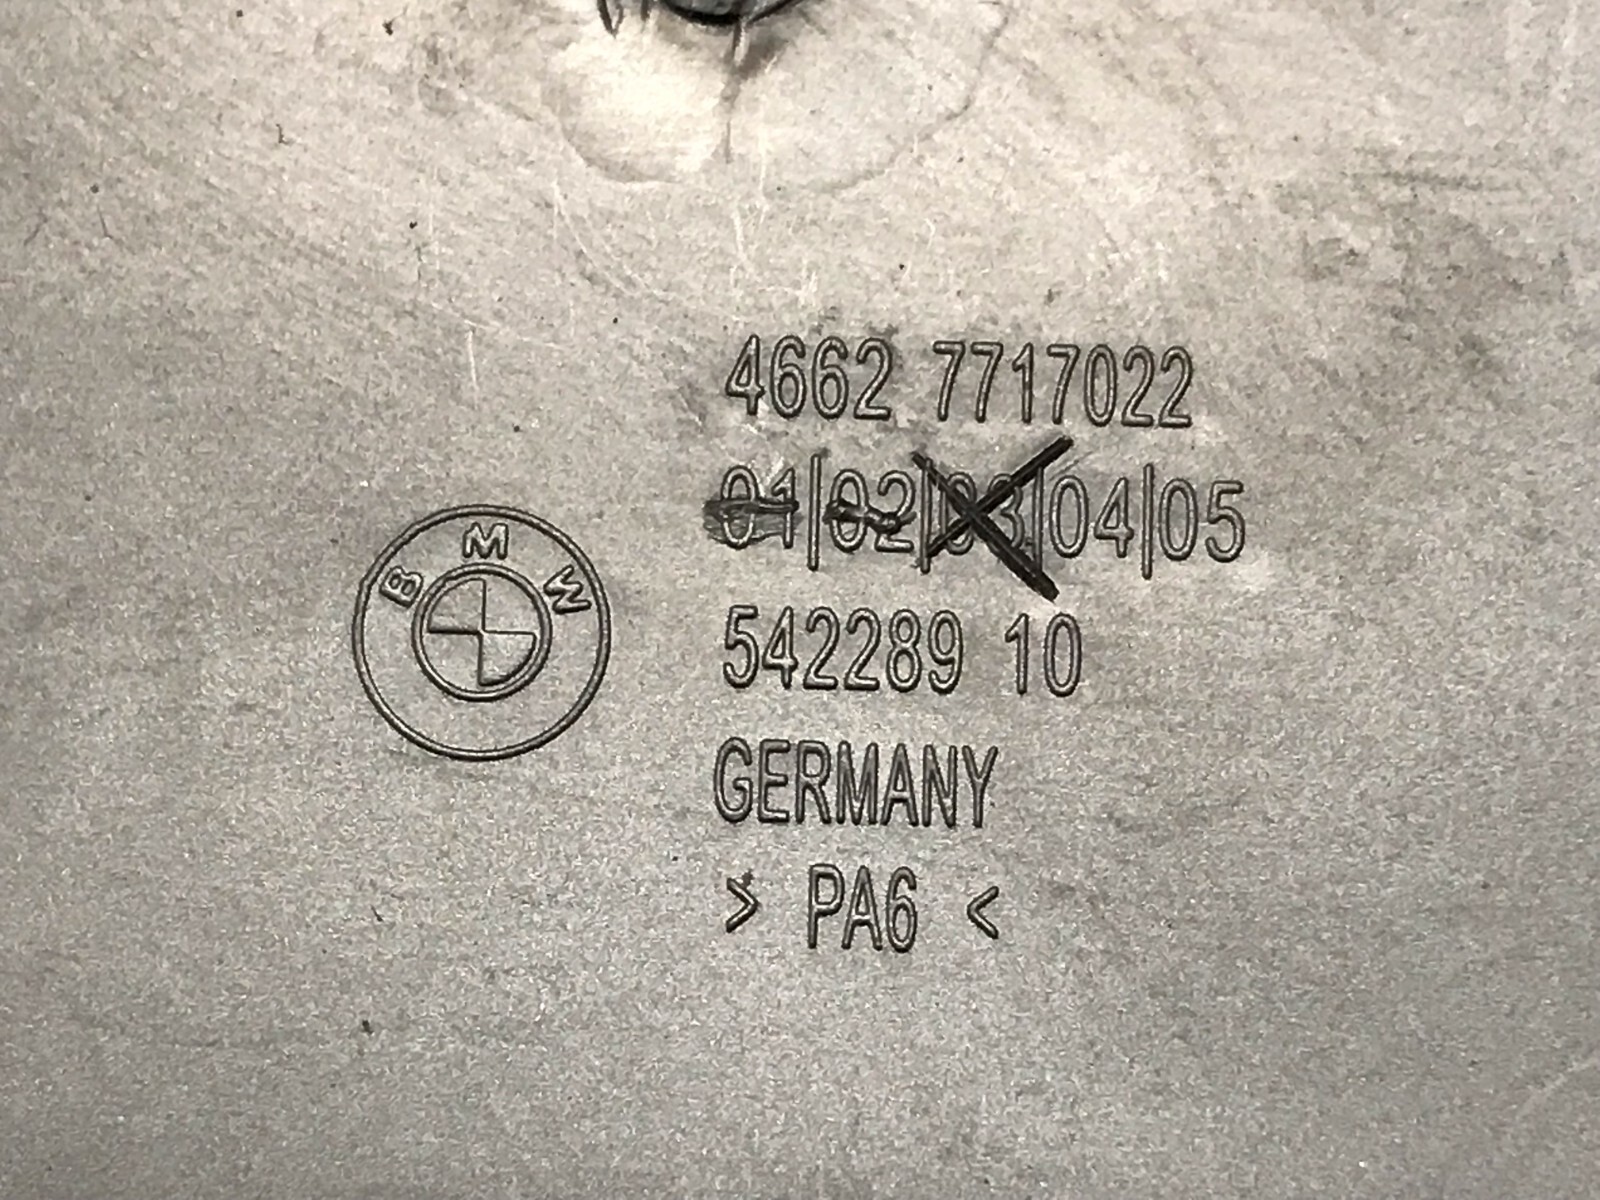 4662 7717022
01|02|03|04|05
BMW
542289 10
GERMANY
> PA6 <